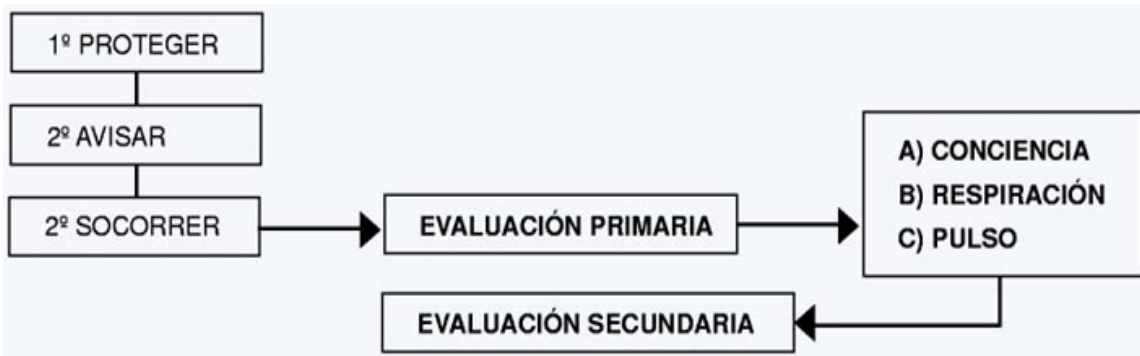 1º PROTEGER
2º AVISAR
2º SOCORRER
EVALUACIÓN PRIMARIA
A) CONCIENCIA
B) RESPIRACIÓN
C) PULSO
EVALUACIÓN SECUNDARIA